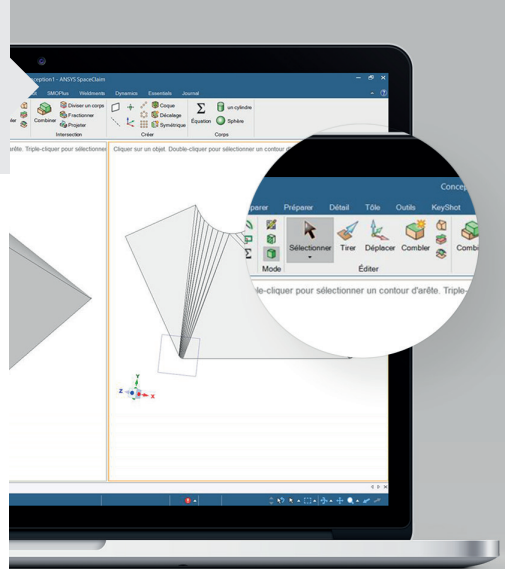 ception1 - ANSYS SpaceClaim
SMOPlus Weldments Dynamics Essentials Journal
Combiner
Diviser un corps
Fractionner
Projeter
Intersection
Coque
Décalege
Symétrique
Créer
Σ
Équation
un cylindre
Sphère
Corps
arête. Triple-cliquer pour sélectionner
Cliquer sur un objet. Double-cliquer pour sélectionner un contour d
Concep
parer Préparer Détail Tôle Outils KeyShot
Sélectionner Tirer Déplacer Combler Combi
Mode Éditer
le-cliquer pour sélectionner un contour d'arête. Triple-
Y
Z X